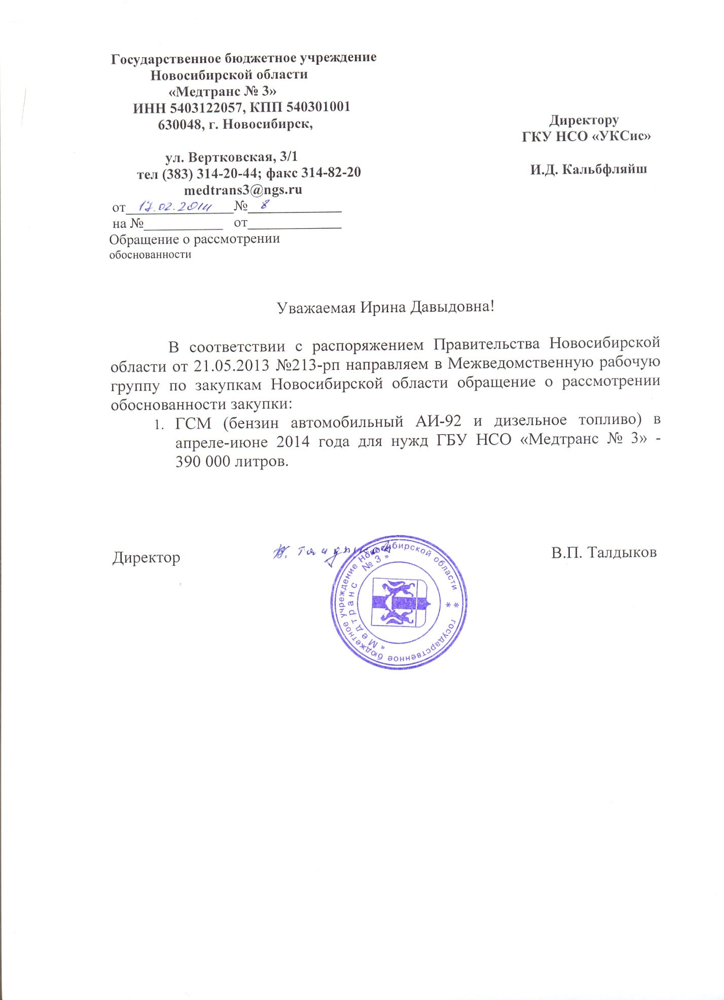 Государственное бюджетное учреждение
Новосибирской области
«Медтранс № 3»
ИНН 5403122057, КПП 540301001
630048, г. Новосибирск,
ул. Вертковская, 3/1
тел (383) 314-20-44; факс 314-82-20
medtrans3@ngs.ru
от 17.02.2014 № 8
на №____________ от______________
Обращение о рассмотрении
обоснованности
Директору
ГКУ НСО «УКСис»
И.Д. Кальбфляйш
Уважаемая Ирина Давыдовна!
В соответствии с распоряжением Правительства Новосибирской
области от 21.05.2013 №213-рп направляем в Межведомственную рабочую
группу по закупкам Новосибирской области обращение о рассмотрении
обоснованности закупки:
1. ГСМ (бензин автомобильный АИ-92 и дизельное топливо) в
апреле-июне 2014 года для нужд ГБУ НСО «Медтранс № 3» -
390 000 литров.
Директор
В.П. Талдыков
государственное бюджетное учреждение Новосибирской области **
«Медтранс № 3»